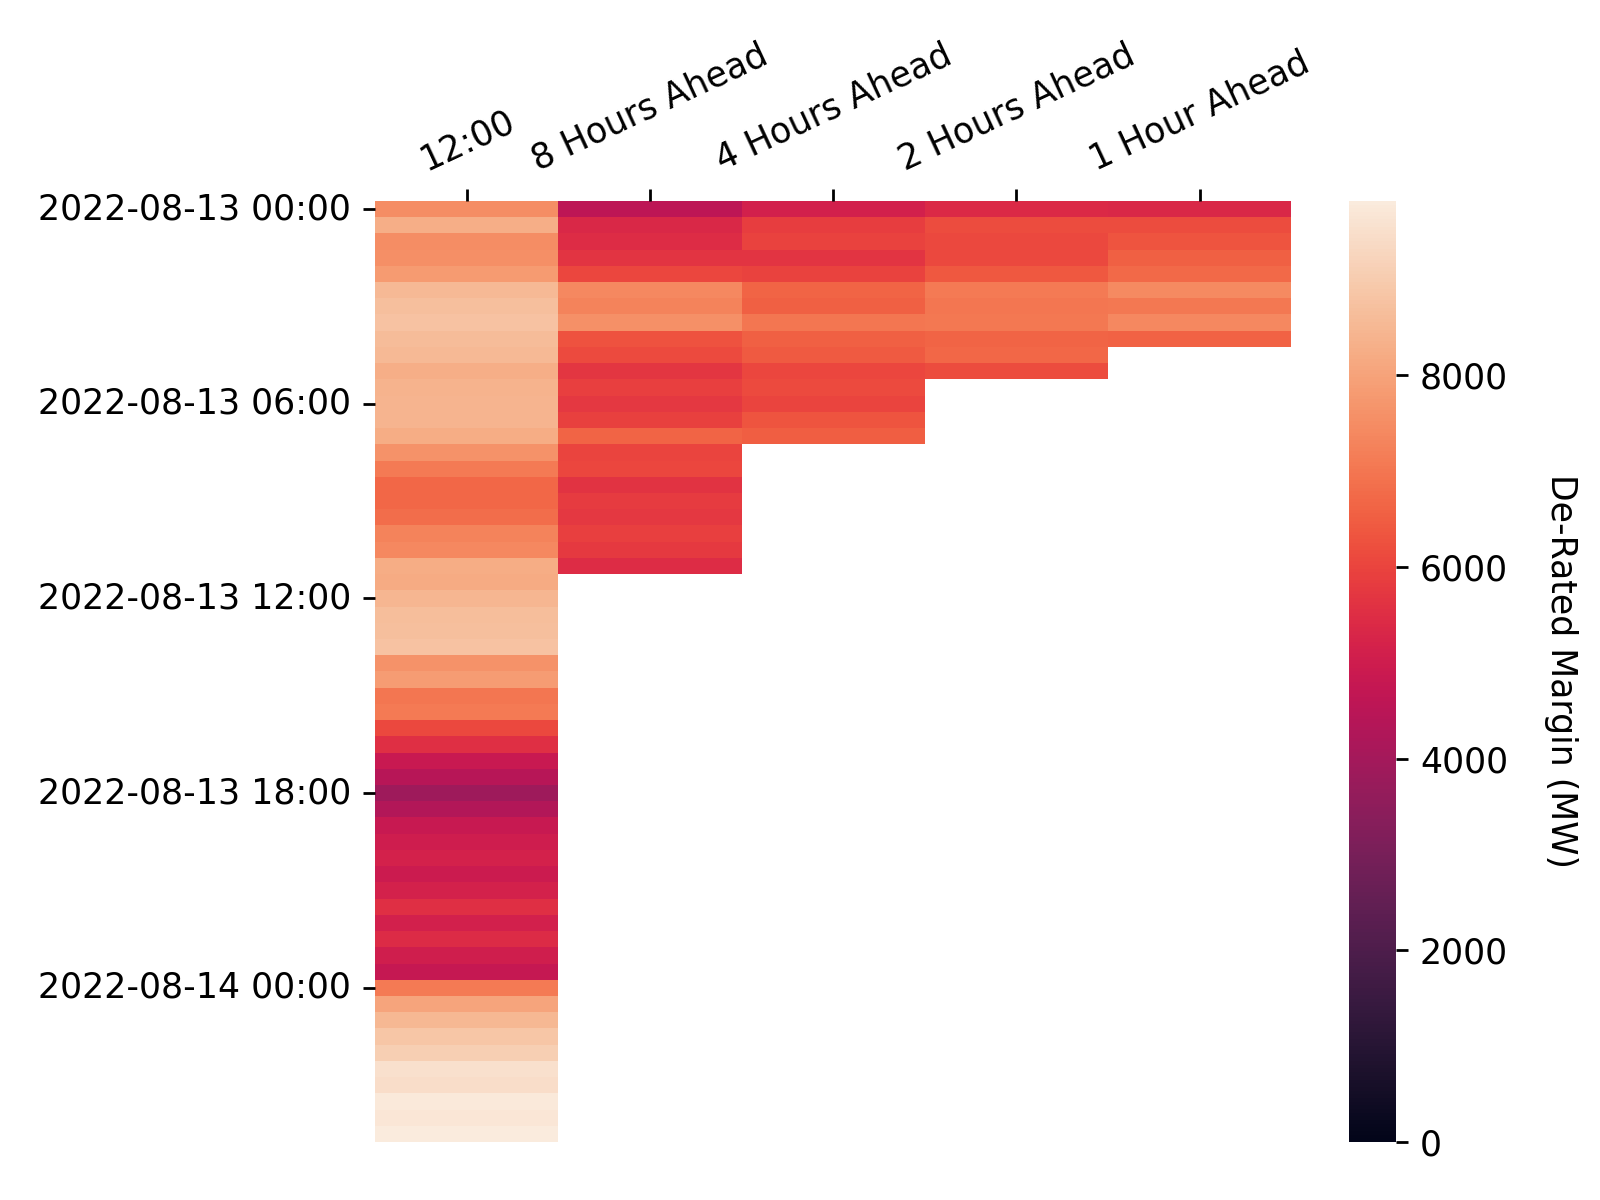 12:00
8 Hours Ahead
4 Hours Ahead
2 Hours Ahead
1 Hour Ahead
2022-08-13 00:00
2022-08-13 06:00
2022-08-13 12:00
2022-08-13 18:00
2022-08-14 00:00
8000
6000
4000
2000
0
De-Rated Margin (MW)